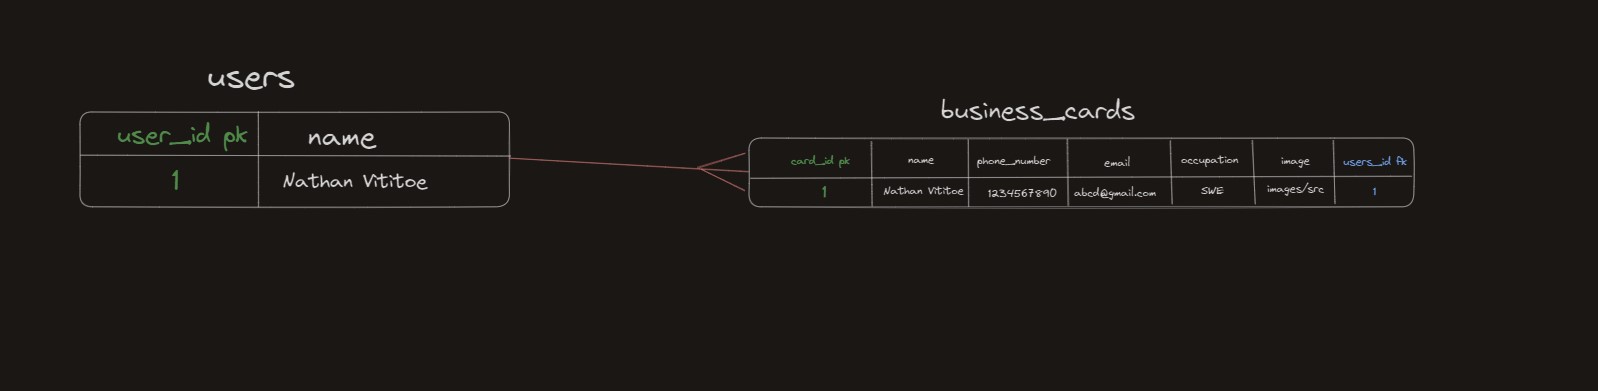 users
user_id pk name
1 Nathan Vititoe
business_cards
card_id pk name phone_number email occupation image users_id fk
1 Nathan Vititoe 1234567890 abcd@gmail.com SWE images/src 1